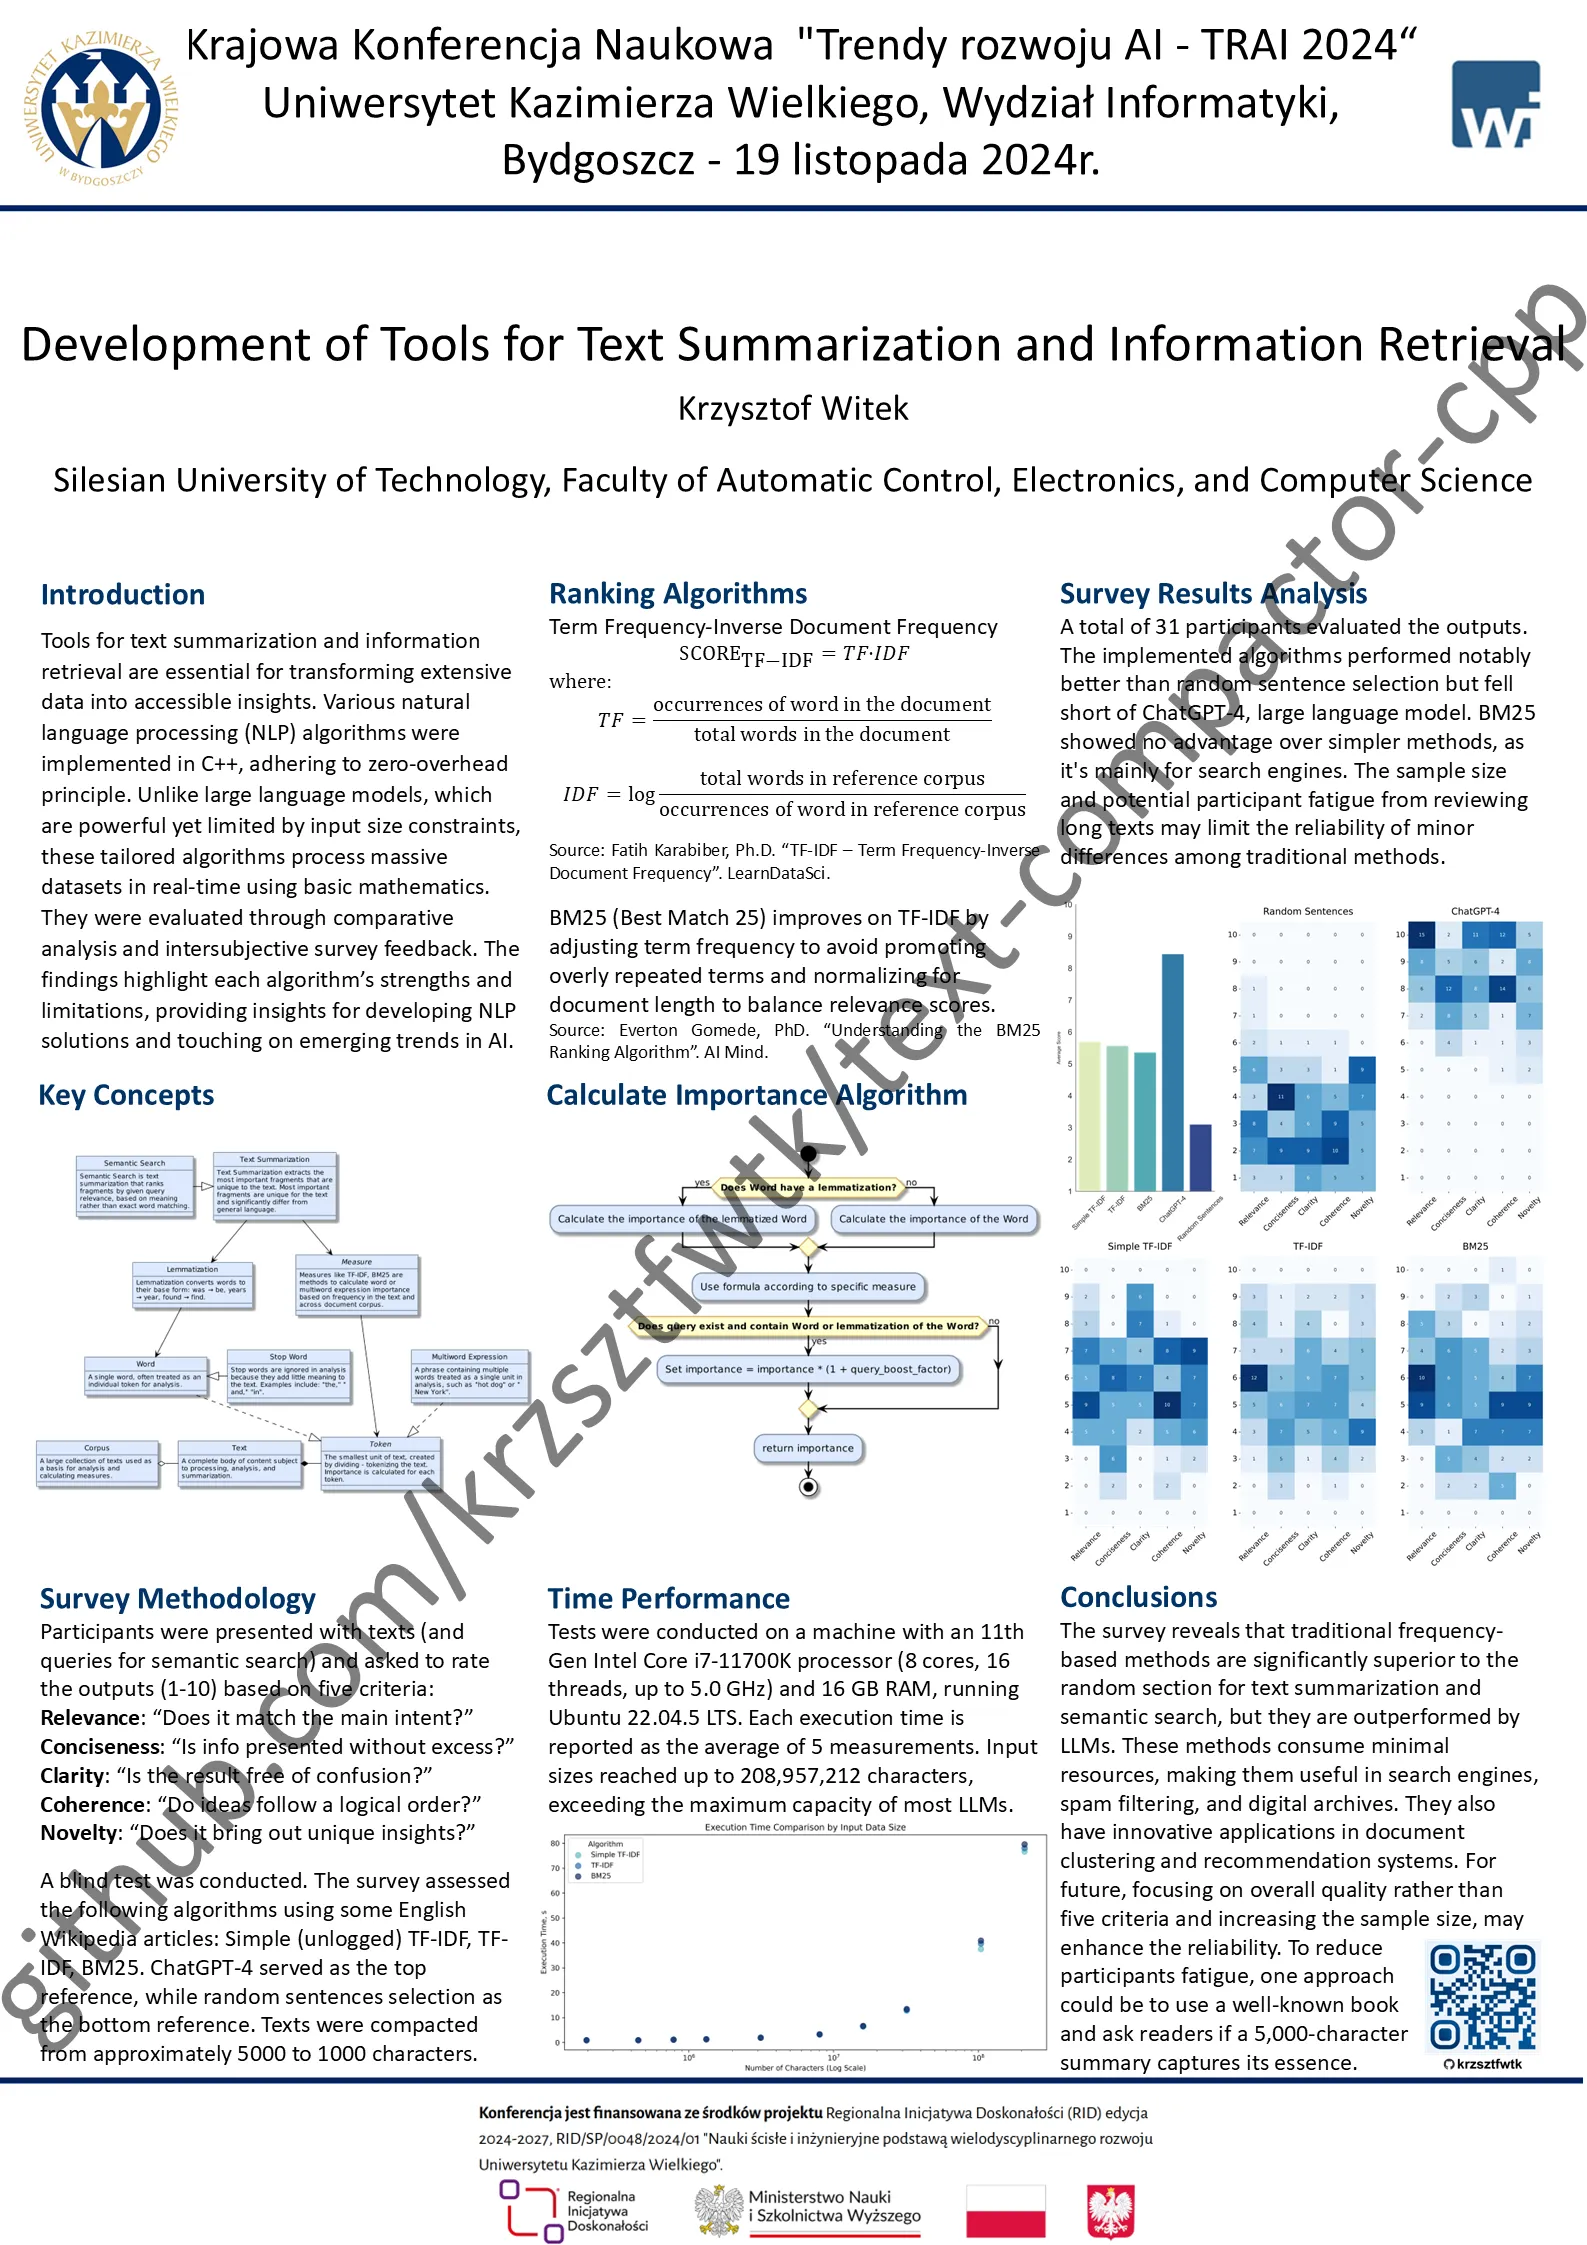 Krajowa Konferencja Naukowa "Trendy rozwoju AI - TRAI 2024“
Uniwersytet Kazimierza Wielkiego, Wydział Informatyki,
Bydgoszcz - 19 listopada 2024r.
UNIWERSYTET KAZIMIERZA WIELKIEGO
W BYDGOSZCZY
Wi
Development of Tools for Text Summarization and Information Retrieval
Krzysztof Witek
Silesian University of Technology, Faculty of Automatic Control, Electronics, and Computer Science
github.com/krzsztfwtk/text-compactor-cpp
Introduction
Tools for text summarization and information
retrieval are essential for transforming extensive
data into accessible insights. Various natural
language processing (NLP) algorithms were
implemented in C++, adhering to zero-overhead
principle. Unlike large language models, which
are powerful yet limited by input size constraints,
these tailored algorithms process massive
datasets in real-time using basic mathematics.
They were evaluated through comparative
analysis and intersubjective survey feedback. The
findings highlight each algorithm’s strengths and
limitations, providing insights for developing NLP
solutions and touching on emerging trends in AI.
Key Concepts
Semantic Search
Semantic Search is text
summarization that ranks
fragments by given query
relevance, based on meaning
rather than exact word matching.
Text Summarization
Text Summarization extracts the
most important fragments that are
unique to the text. Most important
fragments are unique for the text
and significantly differ from
general language.
Lemmatization
Lemmatization converts words to
their base form: was → be, years
→ year, found → find.
Measure
Measures like TF-IDF, BM25 are
methods to calculate word or
multiword expression importance
based on frequency in the text and
across document corpus.
Word
A single word, often treated as an
individual token for analysis.
Stop Word
Stop words are ignored in analysis
because they add little meaning to
the text. Examples include: "the," "
and," "in".
Multiword Expression
A phrase containing multiple
words treated as a single unit in
analysis, such as "hot dog" or "
New York".
Corpus
A large collection of texts used as
a basis for analysis and
calculating measures.
Text
A complete body of content subject
to processing, analysis, and
summarization.
Token
The smallest unit of text, created
by dividing - tokenizing the text.
Importance is calculated for each
token.
Survey Methodology
Participants were presented with texts (and
queries for semantic search) and asked to rate
the outputs (1-10) based on five criteria:
Relevance: “Does it match the main intent?”
Conciseness: “Is info presented without excess?”
Clarity: “Is the result free of confusion?”
Coherence: “Do ideas follow a logical order?”
Novelty: “Does it bring out unique insights?”
A blind test was conducted. The survey assessed
the following algorithms using some English
Wikipedia articles: Simple (unlogged) TF-IDF, TF-
IDF, BM25. ChatGPT-4 served as the top
reference, while random sentences selection as
the bottom reference. Texts were compacted
from approximately 5000 to 1000 characters.
Ranking Algorithms
Term Frequency-Inverse Document Frequency
SCORE TF−IDF = TF·IDF
where:
TF = occurrences of word in the document
total words in the document
IDF = log total words in reference corpus
occurrences of word in reference corpus
Source: Fatih Karabiber, Ph.D. “TF-IDF – Term Frequency-Inverse
Document Frequency”. LearnDataSci.
BM25 (Best Match 25) improves on TF-IDF by
adjusting term frequency to avoid promoting
overly repeated terms and normalizing for
document length to balance relevance scores.
Source: Everton Gomede, PhD. “Understanding the BM25
Ranking Algorithm”. AI Mind.
Calculate Importance Algorithm
Does Word have a lemmatization?
yes
no
Calculate the importance of the lemmatized Word
Calculate the importance of the Word
Use formula according to specific measure
Does query exist and contain Word or lemmatization of the Word?
yes
no
Set importance = importance * (1 + query_boost_factor)
return importance
Time Performance
Tests were conducted on a machine with an 11th
Gen Intel Core i7-11700K processor (8 cores, 16
threads, up to 5.0 GHz) and 16 GB RAM, running
Ubuntu 22.04.5 LTS. Each execution time is
reported as the average of 5 measurements. Input
sizes reached up to 208,957,212 characters,
exceeding the maximum capacity of most LLMs.
Execution Time Comparison by Input Data Size
Algorithm
Simple TF-IDF
TF-IDF
BM25
Execution Time, s
80
70
60
50
40
30
20
10
0
10⁶ 10⁷ 10⁸
Number of Characters (Log Scale)
Survey Results Analysis
A total of 31 participants evaluated the outputs.
The implemented algorithms performed notably
better than random sentence selection but fell
short of ChatGPT-4, large language model. BM25
showed no advantage over simpler methods, as
it's mainly for search engines. The sample size
and potential participant fatigue from reviewing
long texts may limit the reliability of minor
differences among traditional methods.
Average Score
10
9
8
7
6
5
4
3
2
1
Simple TF-IDF TF-IDF BM25 ChatGPT-4 Random Sentences
Random Sentences
Relevance Conciseness Clarity Coherence Novelty
ChatGPT-4
Relevance Conciseness Clarity Coherence Novelty
Simple TF-IDF
Relevance Conciseness Clarity Coherence Novelty
TF-IDF
Relevance Conciseness Clarity Coherence Novelty
BM25
Relevance Conciseness Clarity Coherence Novelty
Conclusions
The survey reveals that traditional frequency-
based methods are significantly superior to the
random section for text summarization and
semantic search, but they are outperformed by
LLMs. These methods consume minimal
resources, making them useful in search engines,
spam filtering, and digital archives. They also
have innovative applications in document
clustering and recommendation systems. For
future, focusing on overall quality rather than
five criteria and increasing the sample size, may
enhance the reliability. To reduce
participants fatigue, one approach
could be to use a well-known book
and ask readers if a 5,000-character
summary captures its essence.
krzsztfwtk
Konferencja jest finansowana ze środków projektu Regionalna Inicjatywa Doskonałości (RID) edycja
2024-2027, RID/SP/0048/2024/01 "Nauki ścisłe i inżynieryjne podstawą wielodyscyplinarnego rozwoju
Uniwersytetu Kazimierza Wielkiego".
Regionalna
Inicjatywa
Doskonałości
Ministerstwo Nauki
i Szkolnictwa Wyższego